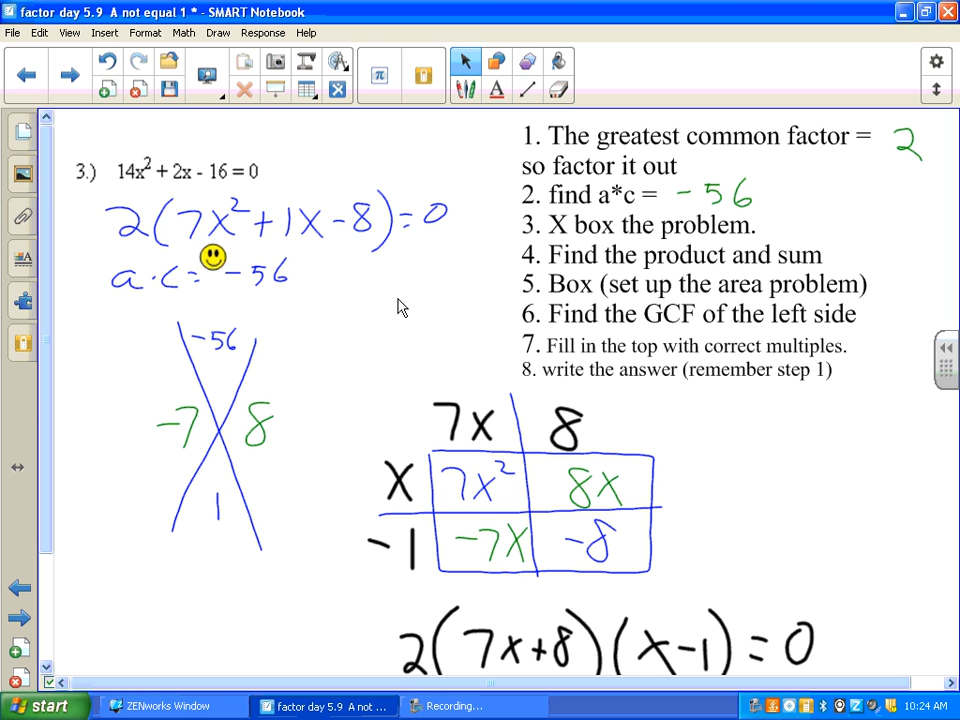 factor day 5.9 A not equal 1 * - SMART Notebook
File Edit View Insert Format Math Draw Response Help
3.) 14x² + 2x - 16 = 0
2(7x² + 1x - 8) = 0
a·c = -56
-56
-7 8
1
1. The greatest common factor = 2
so factor it out
2. find a*c = -56
3. X box the problem.
4. Find the product and sum
5. Box (set up the area problem)
6. Find the GCF of the left side
7. Fill in the top with correct multiples.
8. write the answer (remember step 1)
7x 8
x 7x² 8x
-1 -7x -8
2(7x+8)(x-1) = 0
start ZENworks Window factor day 5.9 A not ... Recording... 10:24 AM